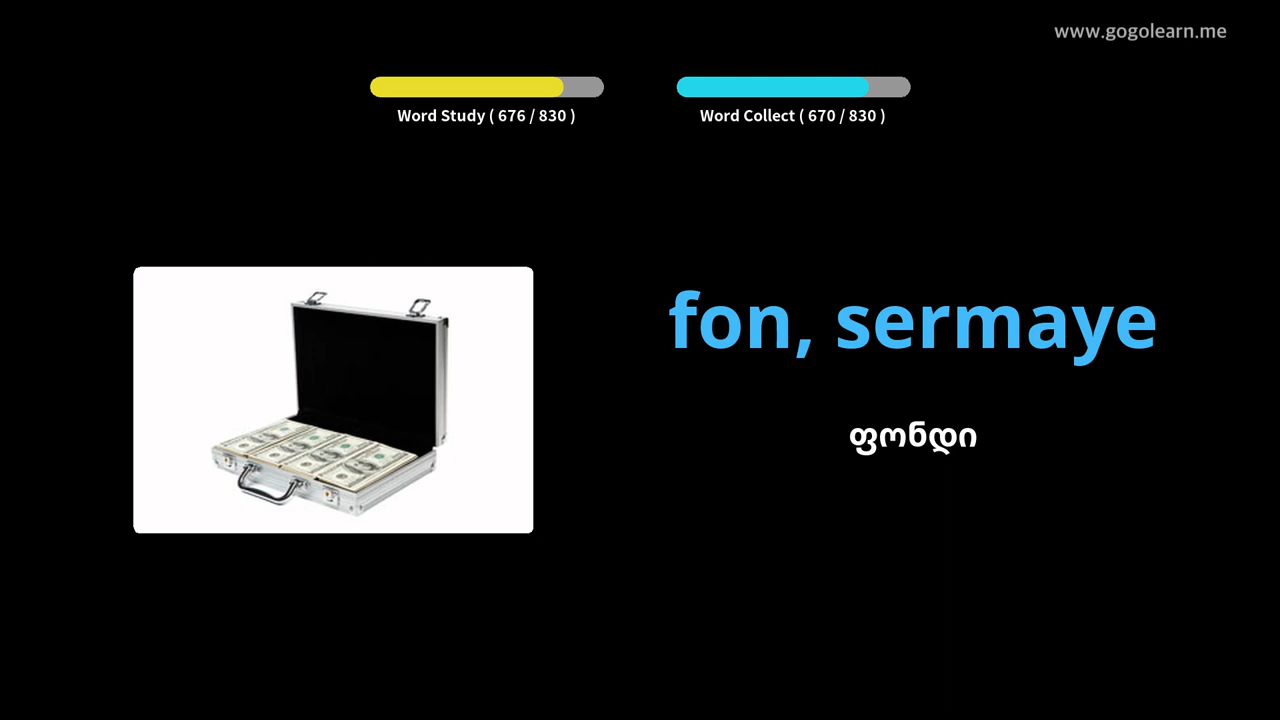 www.gogolearn.me
Word Study ( 676 / 830 )
Word Collect ( 670 / 830 )
fon, sermaye
ფონდი